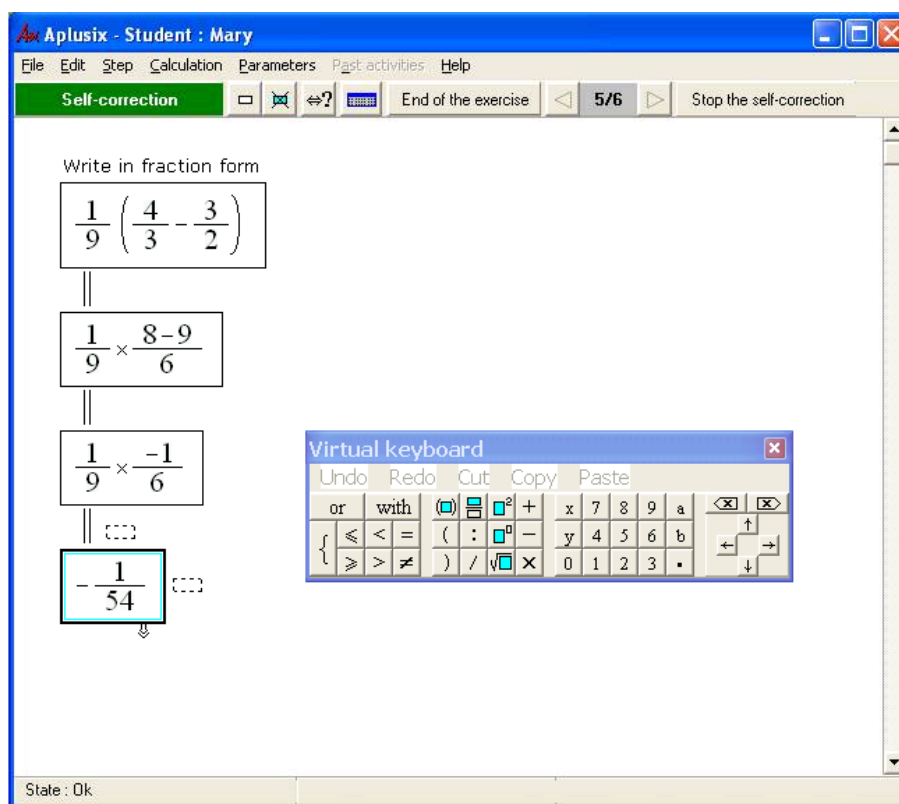 Aplusix - Student : Mary
File Edit Step Calculation Parameters Past activities Help
Self-correction ⇔? End of the exercise 5/6 Stop the self-correction
Write in fraction form
1/9 (4/3 − 3/2)
||
1/9 × (8−9)/6
||
1/9 × −1/6
||
−1/54
Virtual keyboard
Undo Redo Cut Copy Paste
or with (□) □² + x 7 8 9 a
{ ⩽ < = ( : □ⁿ − y 4 5 6 b ↑ ← →
⩾ > ≠ ) / √□ × 0 1 2 3 . ↓
State : Ok